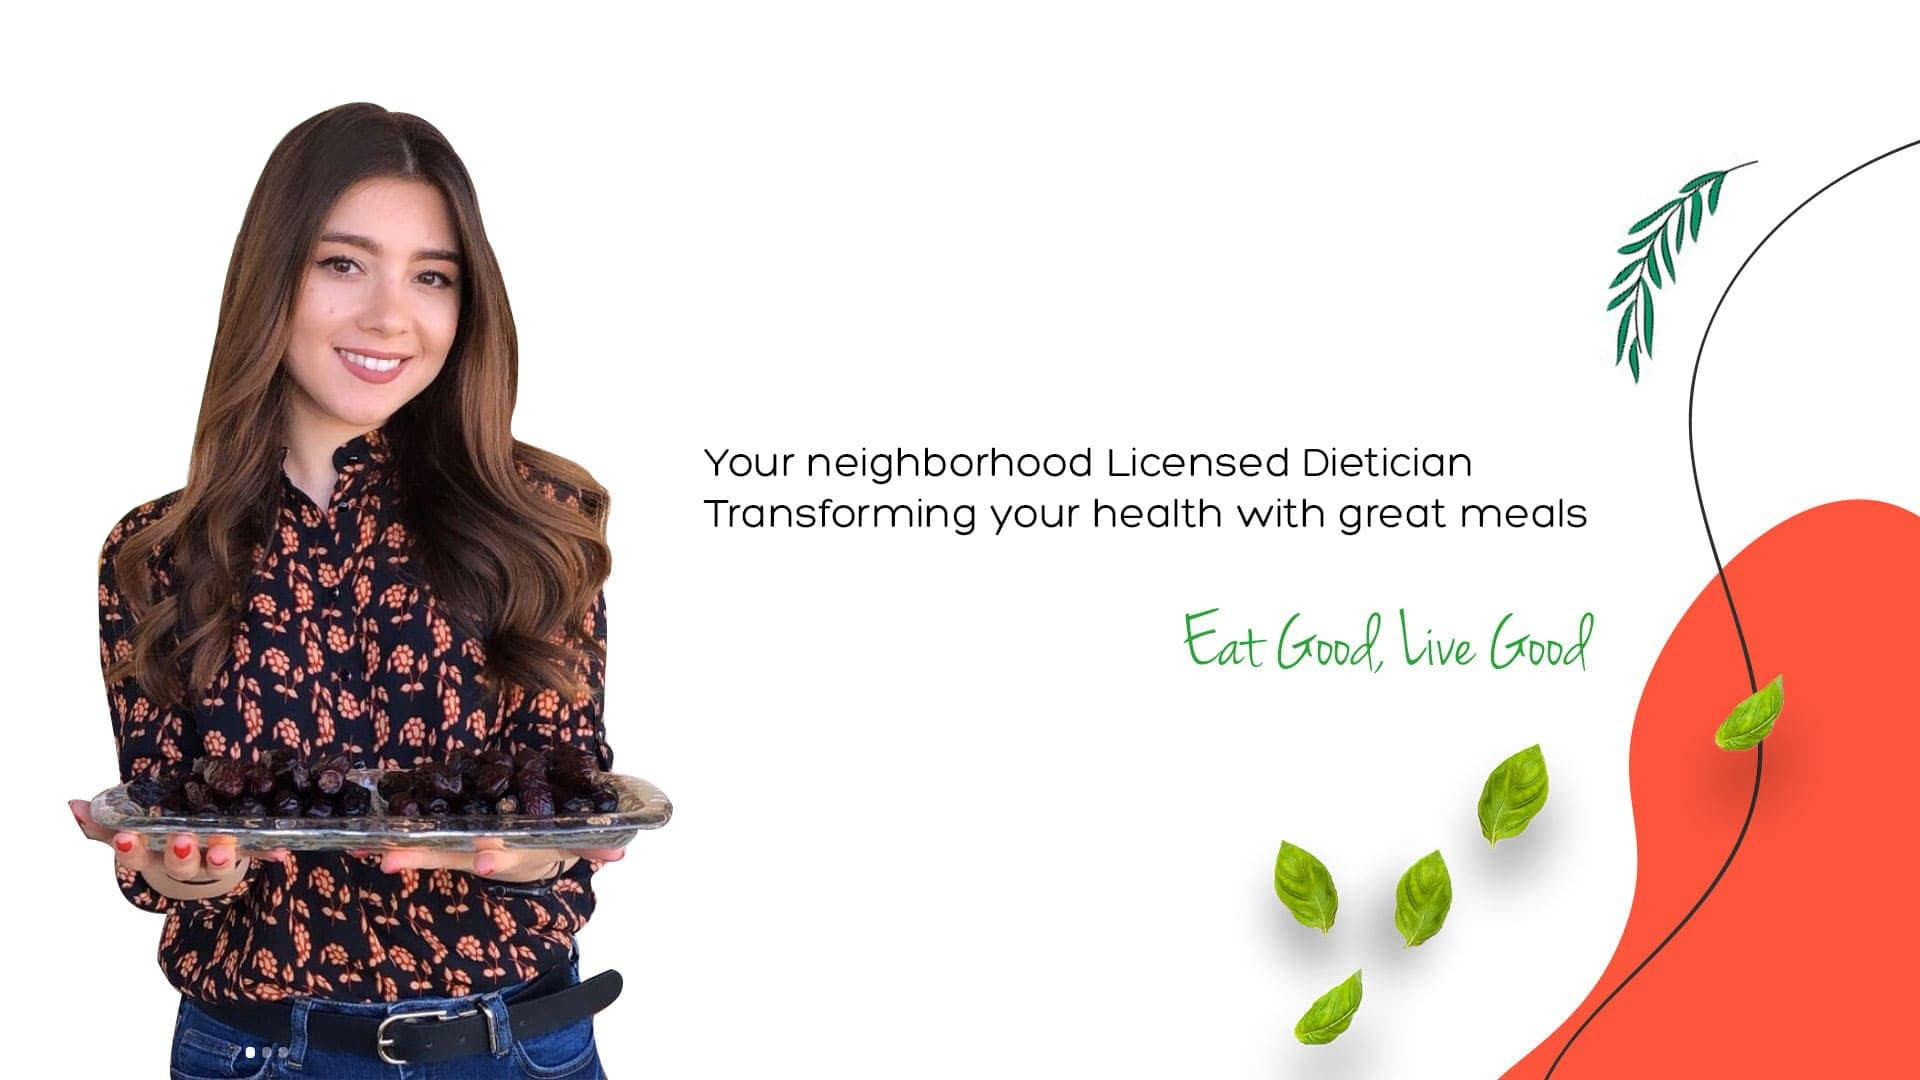 Your neighborhood Licensed Dietician
Transforming your health with great meals
Eat Good, Live Good